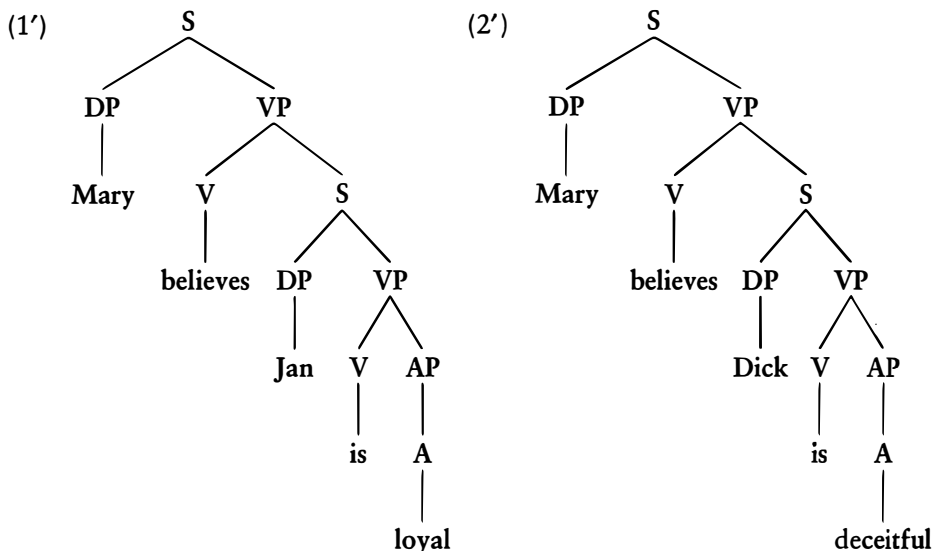 (1′) S (2′) S
DP VP DP VP
Mary V S Mary V S
believes DP VP believes DP VP
Jan V AP Dick V AP
is A is A
loyal deceitful